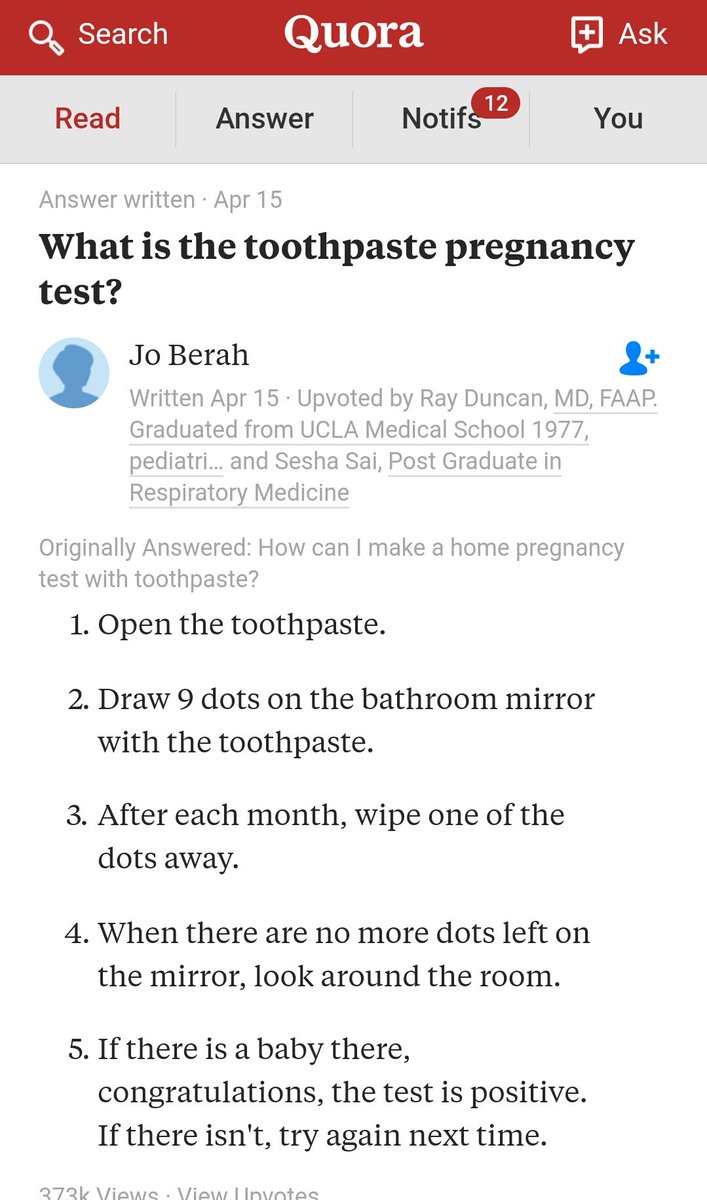 Search Quora Ask
Read Answer Notifs 12 You
Answer written · Apr 15
What is the toothpaste pregnancy
test?
Jo Berah
Written Apr 15 · Upvoted by Ray Duncan, MD, FAAP.
Graduated from UCLA Medical School 1977,
pediatri... and Sesha Sai, Post Graduate in
Respiratory Medicine
Originally Answered: How can I make a home pregnancy
test with toothpaste?
1. Open the toothpaste.
2. Draw 9 dots on the bathroom mirror
with the toothpaste.
3. After each month, wipe one of the
dots away.
4. When there are no more dots left on
the mirror, look around the room.
5. If there is a baby there,
congratulations, the test is positive.
If there isn't, try again next time.
373k Views · View Upvotes